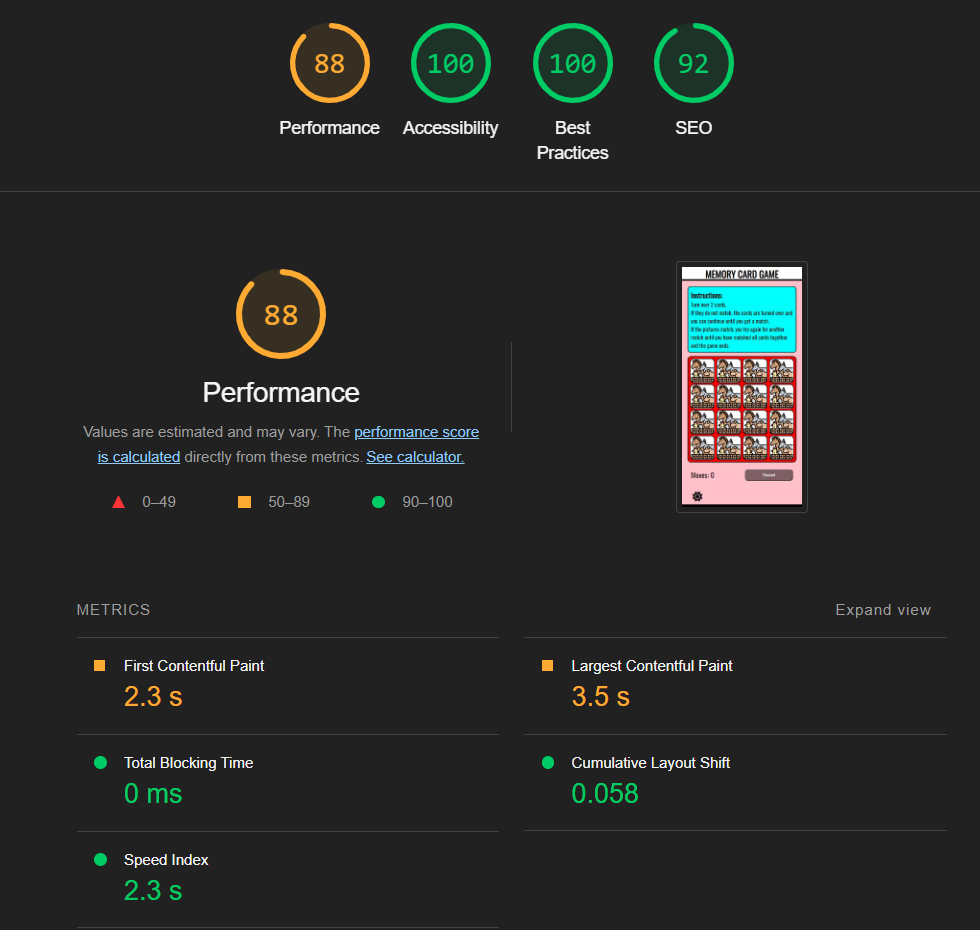 88
100
100
92
Performance
Accessibility
Best
Practices
SEO
88
Performance
Values are estimated and may vary. The performance score
is calculated directly from these metrics. See calculator.
0–49
50–89
90–100
MEMORY CARD GAME
Instructions:
If they do not match, the cards are turned over and
you can continue until you get a match.
If the pictures match, you try again for another
match until you have matched all cards together
and the game ends.
Moves: 0
METRICS
Expand view
First Contentful Paint
2.3 s
Largest Contentful Paint
3.5 s
Total Blocking Time
0 ms
Cumulative Layout Shift
0.058
Speed Index
2.3 s